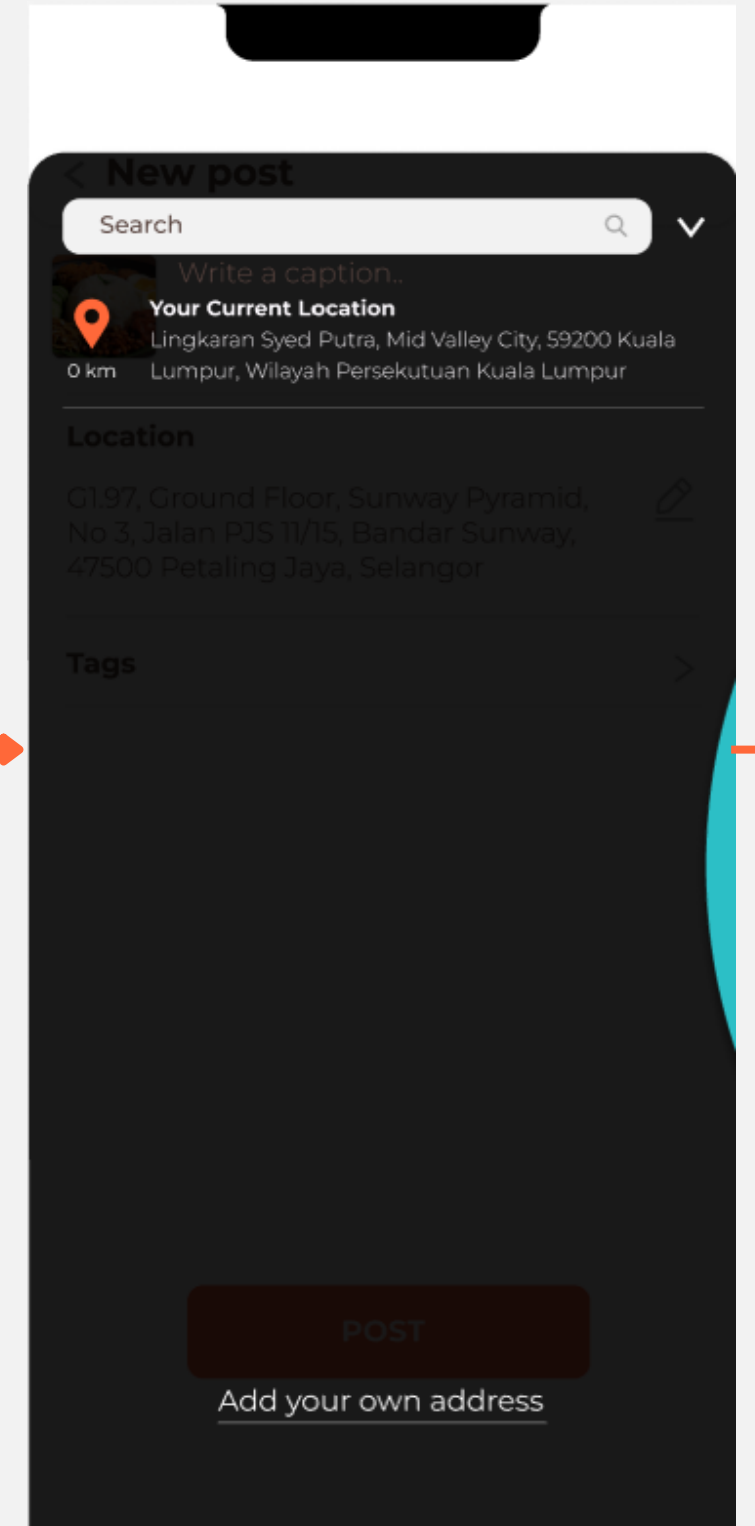 New post
Search
Write a caption..
Your Current Location
Lingkaran Syed Putra, Mid Valley City, 59200 Kuala
0 km Lumpur, Wilayah Persekutuan Kuala Lumpur
Location
G1.97, Ground Floor, Sunway Pyramid,
No 3, Jalan PJS 11/15, Bandar Sunway,
47500 Petaling Jaya, Selangor
Tags
POST
Add your own address